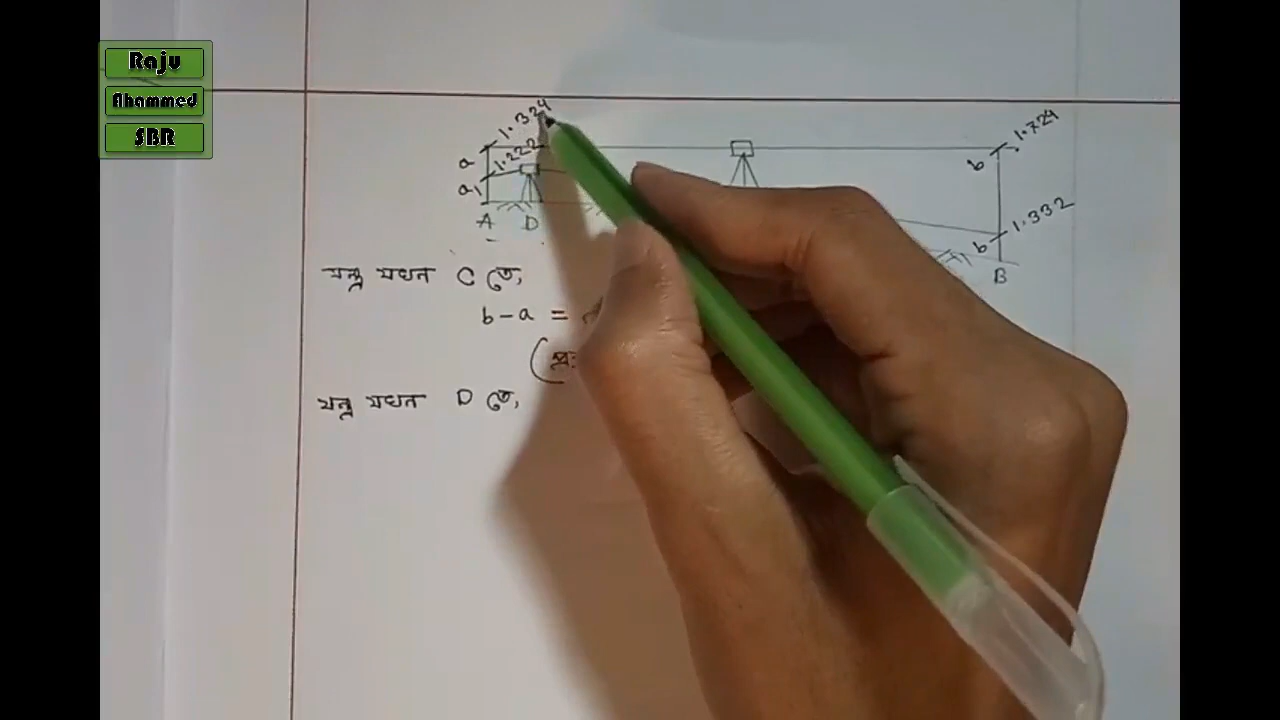 Raju
Ahammed
SBR
1.324
1.724
a
1.222
b
a1
1.332
b
A D
B
যন্ত্র যখন C তে,
b-a =
(প্রঃ
যন্ত্র যখন D তে,